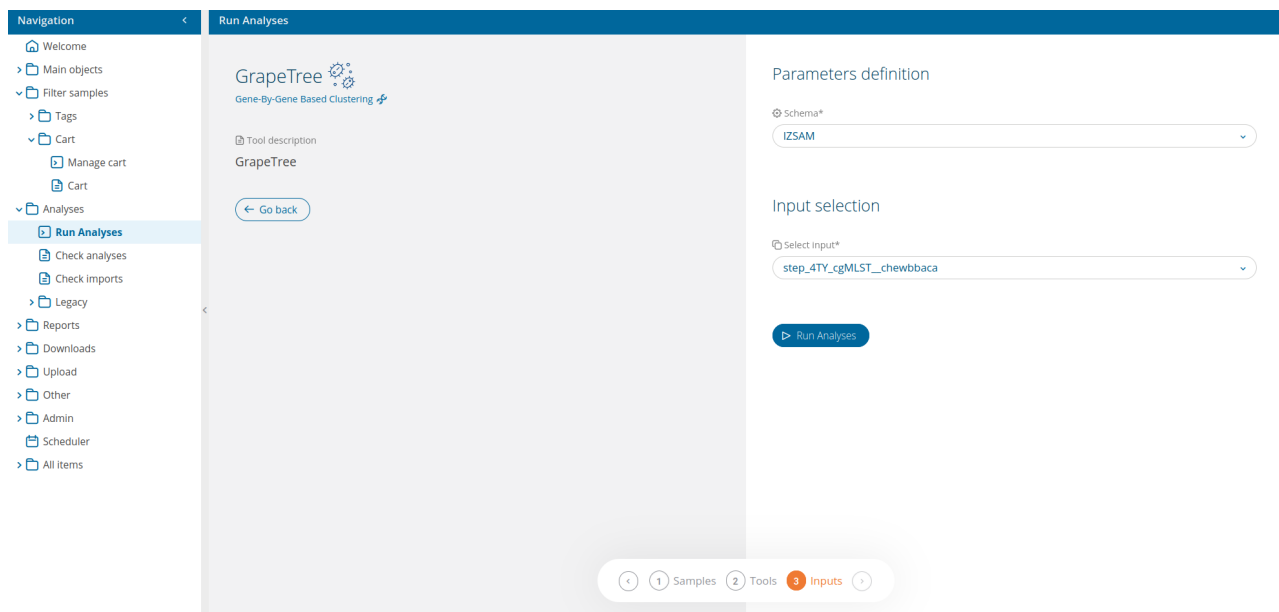 Navigation
Welcome
Main objects
Filter samples
Tags
Cart
Manage cart
Cart
Analyses
Run Analyses
Check analyses
Check imports
Legacy
Reports
Downloads
Upload
Other
Admin
Scheduler
All items
Run Analyses
GrapeTree
Gene-By-Gene Based Clustering
Tool description
GrapeTree
Go back
Parameters definition
Schema*
IZSAM
Input selection
Select input*
step_4TY_cgMLST__chewbbaca
Run Analyses
1 Samples 2 Tools 3 Inputs